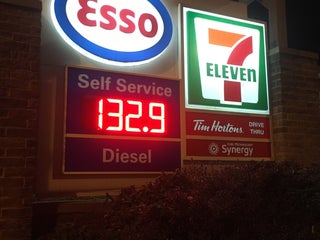 ESSO
7
ELEVEN
Self Service
132.9
Diesel
Tim Hortons.
DRIVE
THRU
Synergy